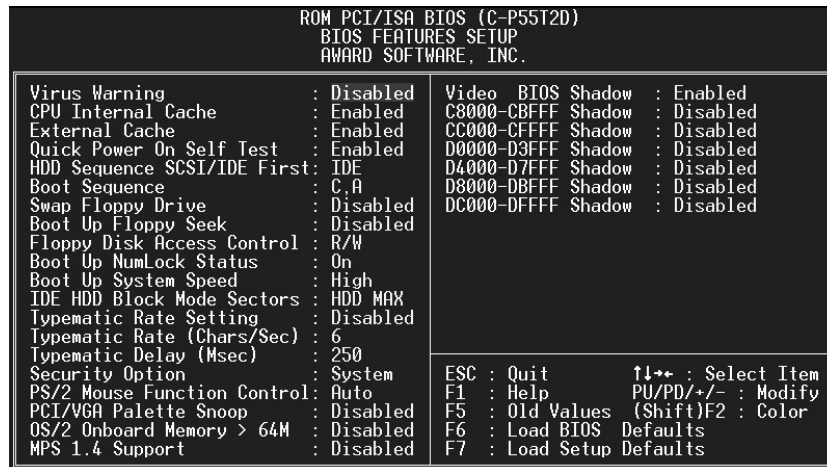 ROM PCI/ISA BIOS (C-P55T2D)
BIOS FEATURES SETUP
AWARD SOFTWARE, INC.
Virus Warning : Disabled
CPU Internal Cache : Enabled
External Cache : Enabled
Quick Power On Self Test : Enabled
HDD Sequence SCSI/IDE First: IDE
Boot Sequence : C,A
Swap Floppy Drive : Disabled
Boot Up Floppy Seek : Disabled
Floppy Disk Access Control : R/W
Boot Up NumLock Status : On
Boot Up System Speed : High
IDE HDD Block Mode Sectors : HDD MAX
Typematic Rate Setting : Disabled
Typematic Rate (Chars/Sec) : 6
Typematic Delay (Msec) : 250
Security Option : System
PS/2 Mouse Function Control: Auto
PCI/VGA Palette Snoop : Disabled
OS/2 Onboard Memory > 64M : Disabled
MPS 1.4 Support : Disabled
Video BIOS Shadow : Enabled
C8000-CBFFF Shadow : Disabled
CC000-CFFFF Shadow : Disabled
D0000-D3FFF Shadow : Disabled
D4000-D7FFF Shadow : Disabled
D8000-DBFFF Shadow : Disabled
DC000-DFFFF Shadow : Disabled
ESC : Quit ↑↓→← : Select Item
F1 : Help PU/PD/+/- : Modify
F5 : Old Values (Shift)F2 : Color
F6 : Load BIOS Defaults
F7 : Load Setup Defaults